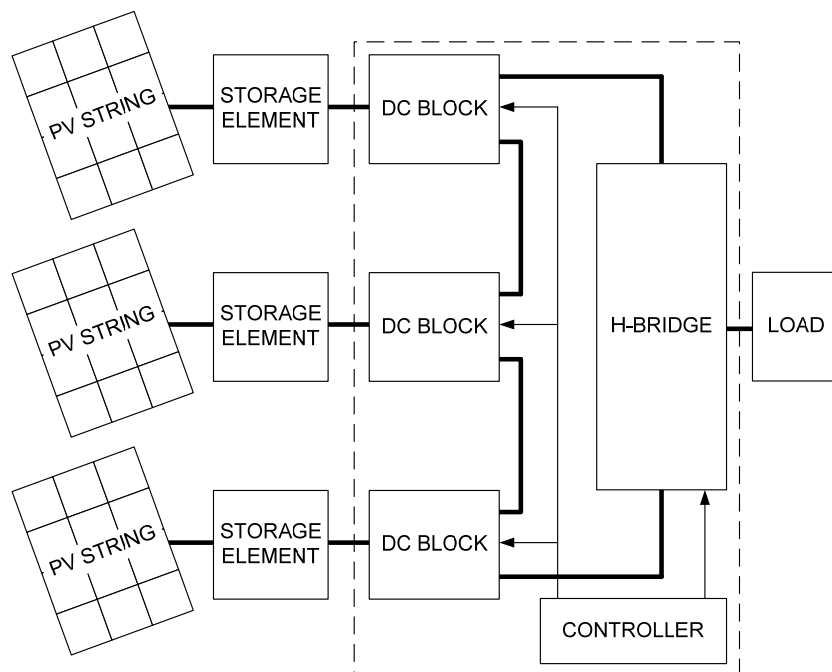 PV STRING
STORAGE
ELEMENT
DC BLOCK
PV STRING
STORAGE
ELEMENT
DC BLOCK
H-BRIDGE
LOAD
PV STRING
STORAGE
ELEMENT
DC BLOCK
CONTROLLER